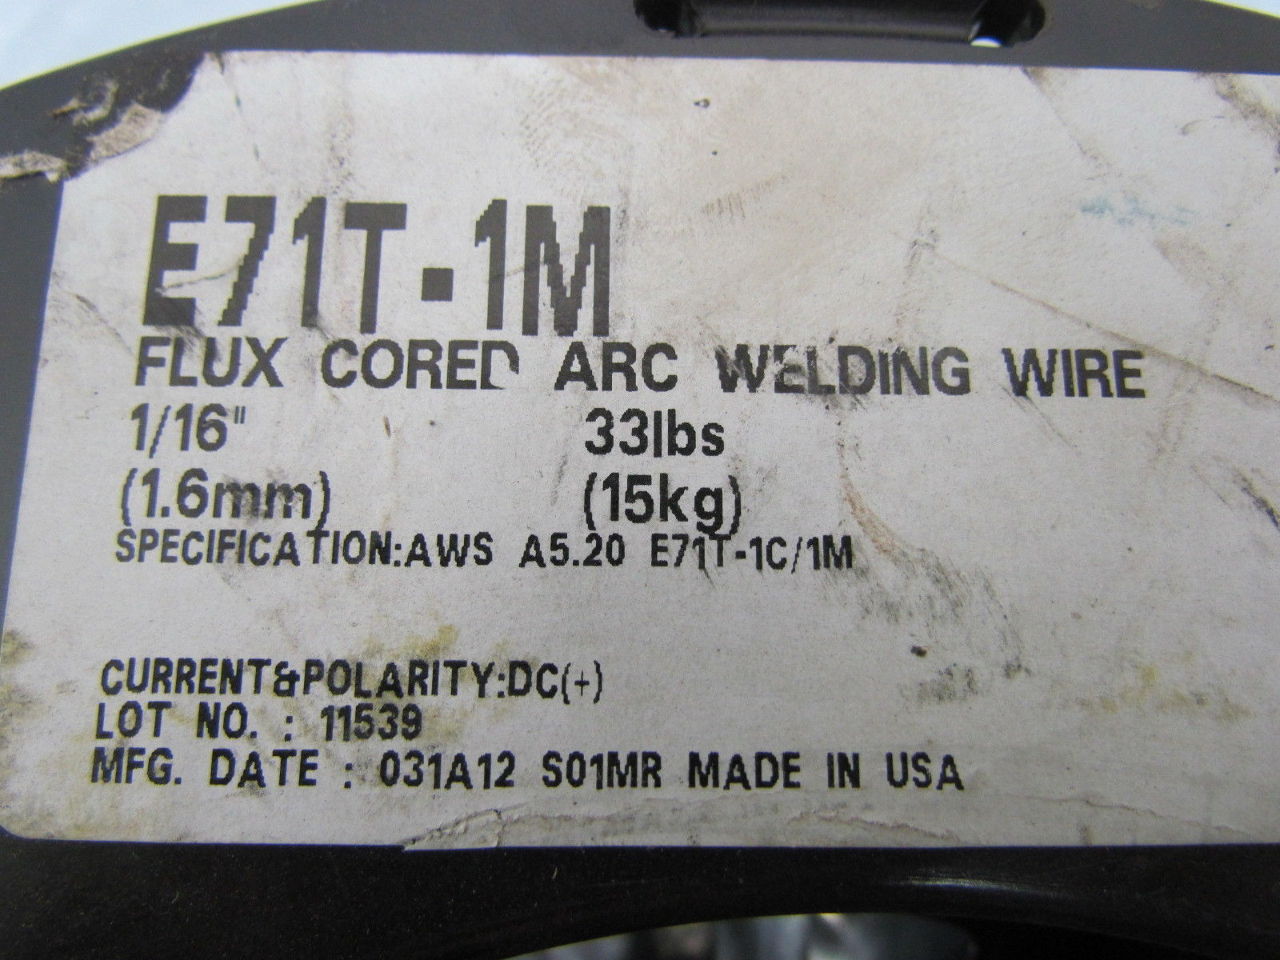 E71T-1M
FLUX CORED ARC WELDING WIRE
1/16" 33lbs
(1.6mm) (15kg)
SPECIFICATION:AWS A5.20 E71T-1C/1M
CURRENT&POLARITY:DC(+)
LOT NO. : 11539
MFG. DATE : 031A12 S01MR MADE IN USA